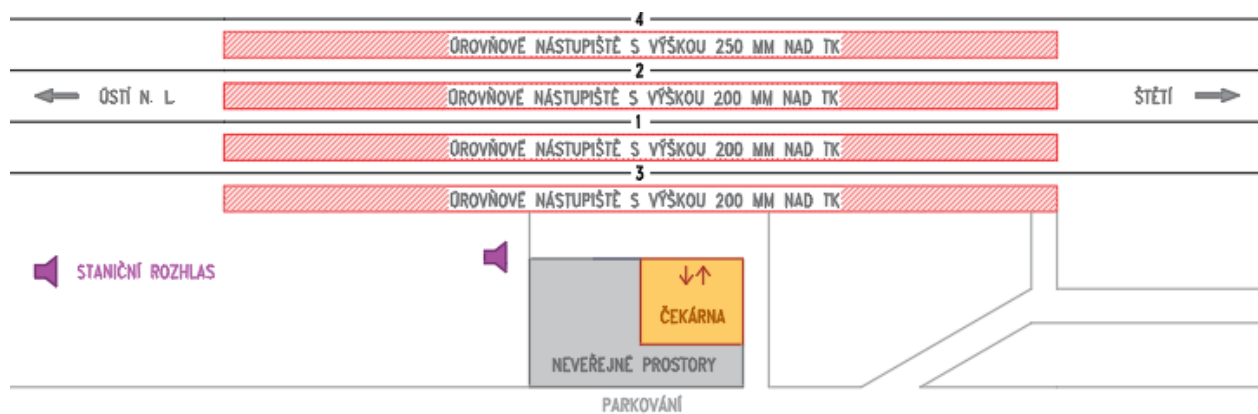 4
ÚROVŇOVÉ NÁSTUPIŠTĚ S VÝŠKOU 250 MM NAD TK
2
ÚSTÍ N. L.
ÚROVŇOVÉ NÁSTUPIŠTĚ S VÝŠKOU 200 MM NAD TK
ŠTĚTÍ
1
ÚROVŇOVÉ NÁSTUPIŠTĚ S VÝŠKOU 200 MM NAD TK
3
ÚROVŇOVÉ NÁSTUPIŠTĚ S VÝŠKOU 200 MM NAD TK
STANIČNÍ ROZHLAS
ČEKÁRNA
NEVEŘEJNÉ PROSTORY
PARKOVÁNÍ